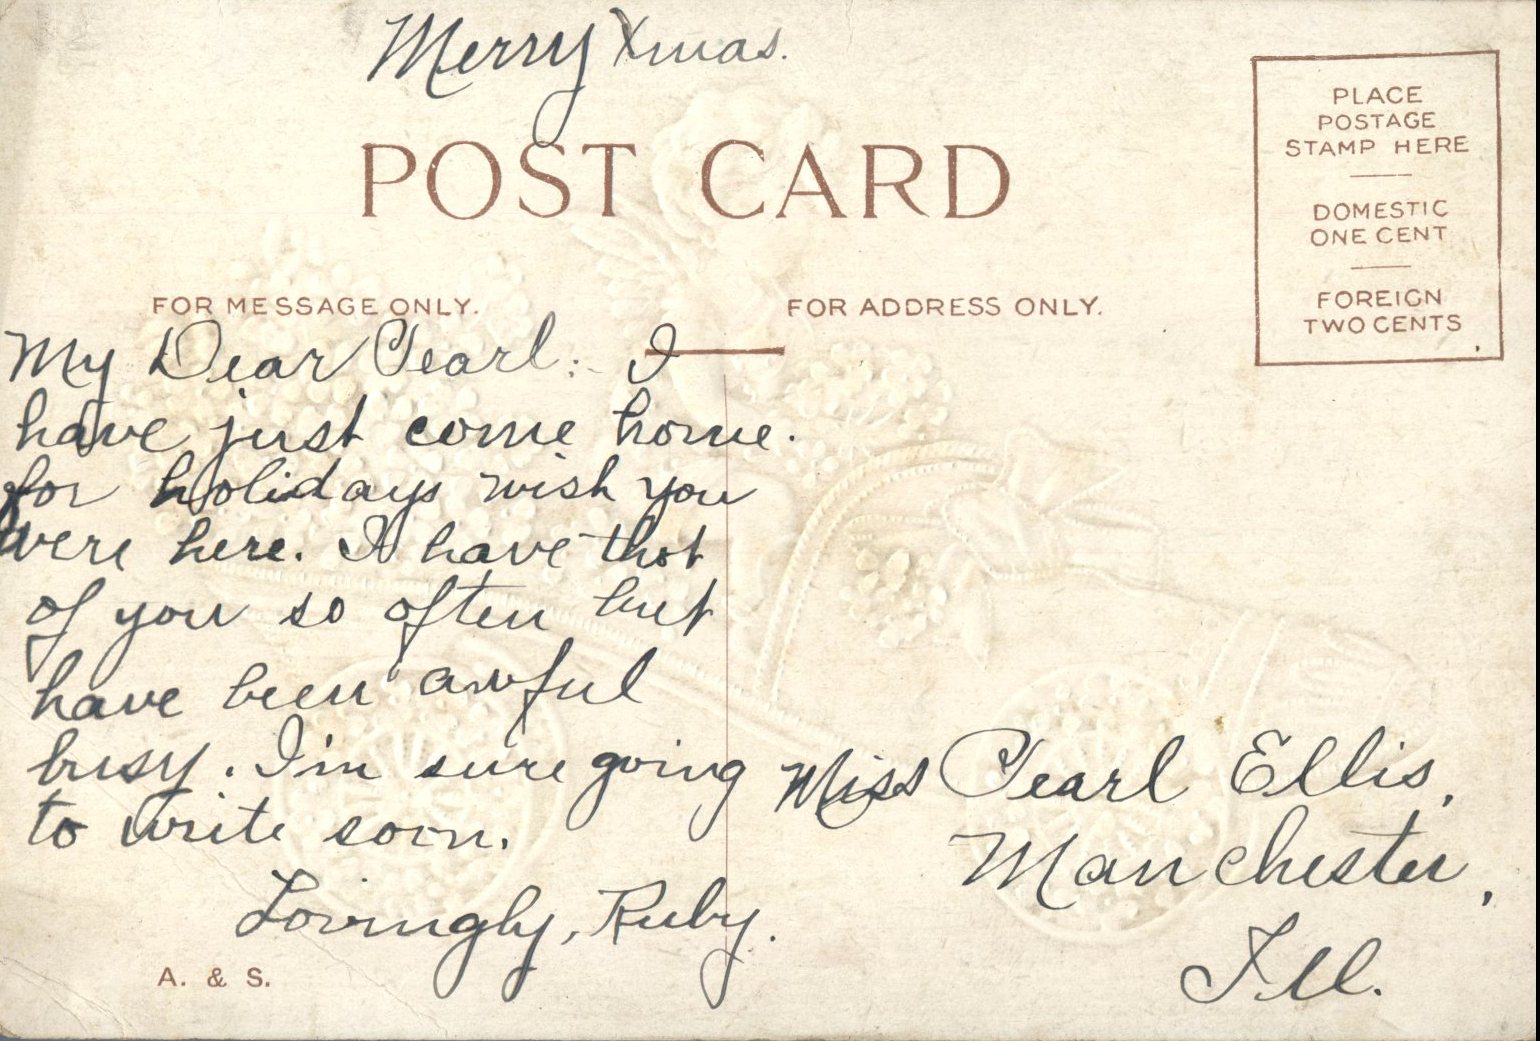 Merry Xmas.
POST CARD
PLACE
POSTAGE
STAMP HERE
DOMESTIC
ONE CENT
FOREIGN
TWO CENTS
FOR MESSAGE ONLY.
My Dear Pearl:- I
have just come home.
for holidays wish you
were here. I have thot
of you so often but
have been awful
busy. I'm sure going
to write soon.
Lovingly, Ruby.
A. & S.
FOR ADDRESS ONLY.
Miss Pearl Ellis,
Manchester,
Ill.